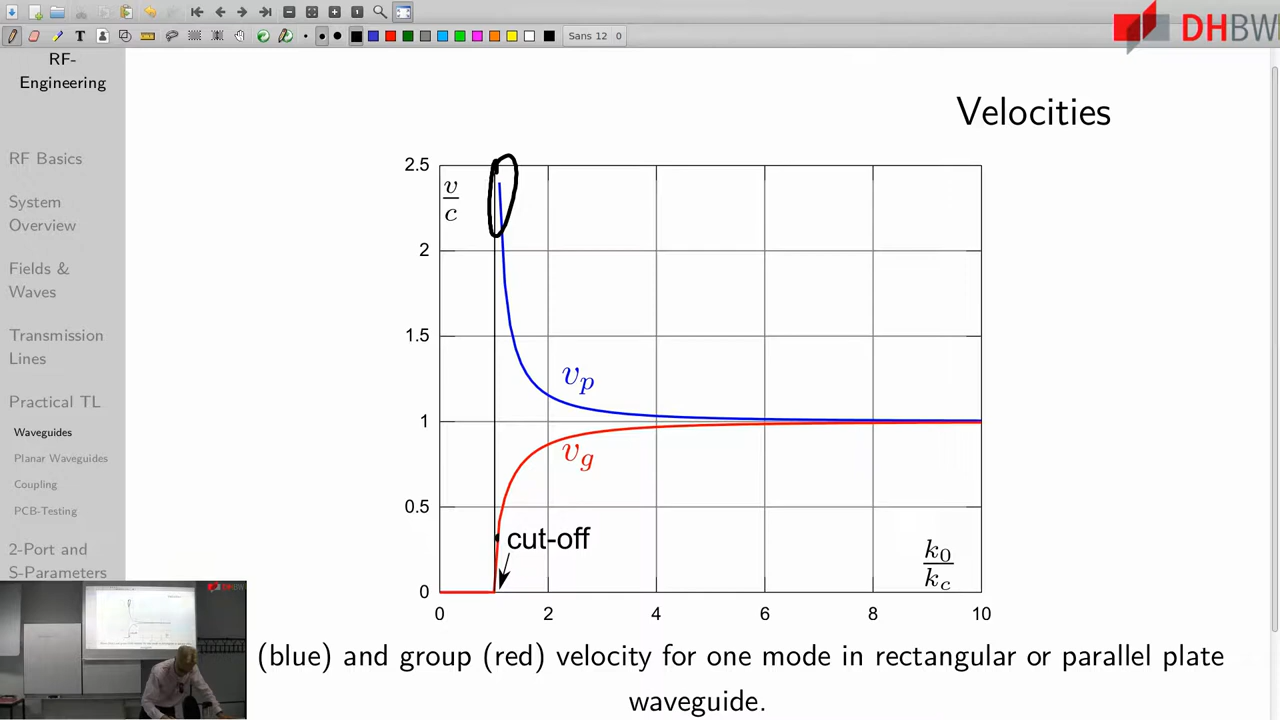 Sans 12 0
DHBW
RF-
Engineering
RF Basics
System
Overview
Fields &
Waves
Transmission
Lines
Practical TL
Waveguides
Planar Waveguides
Coupling
PCB-Testing
2-Port and
S-Parameters
Velocities
2.5
v
c
2
1.5
v_p
1
v_g
0.5
cut-off
k_0
k_c
0
0 2 4 6 8 10
(blue) and group (red) velocity for one mode in rectangular or parallel plate
waveguide.